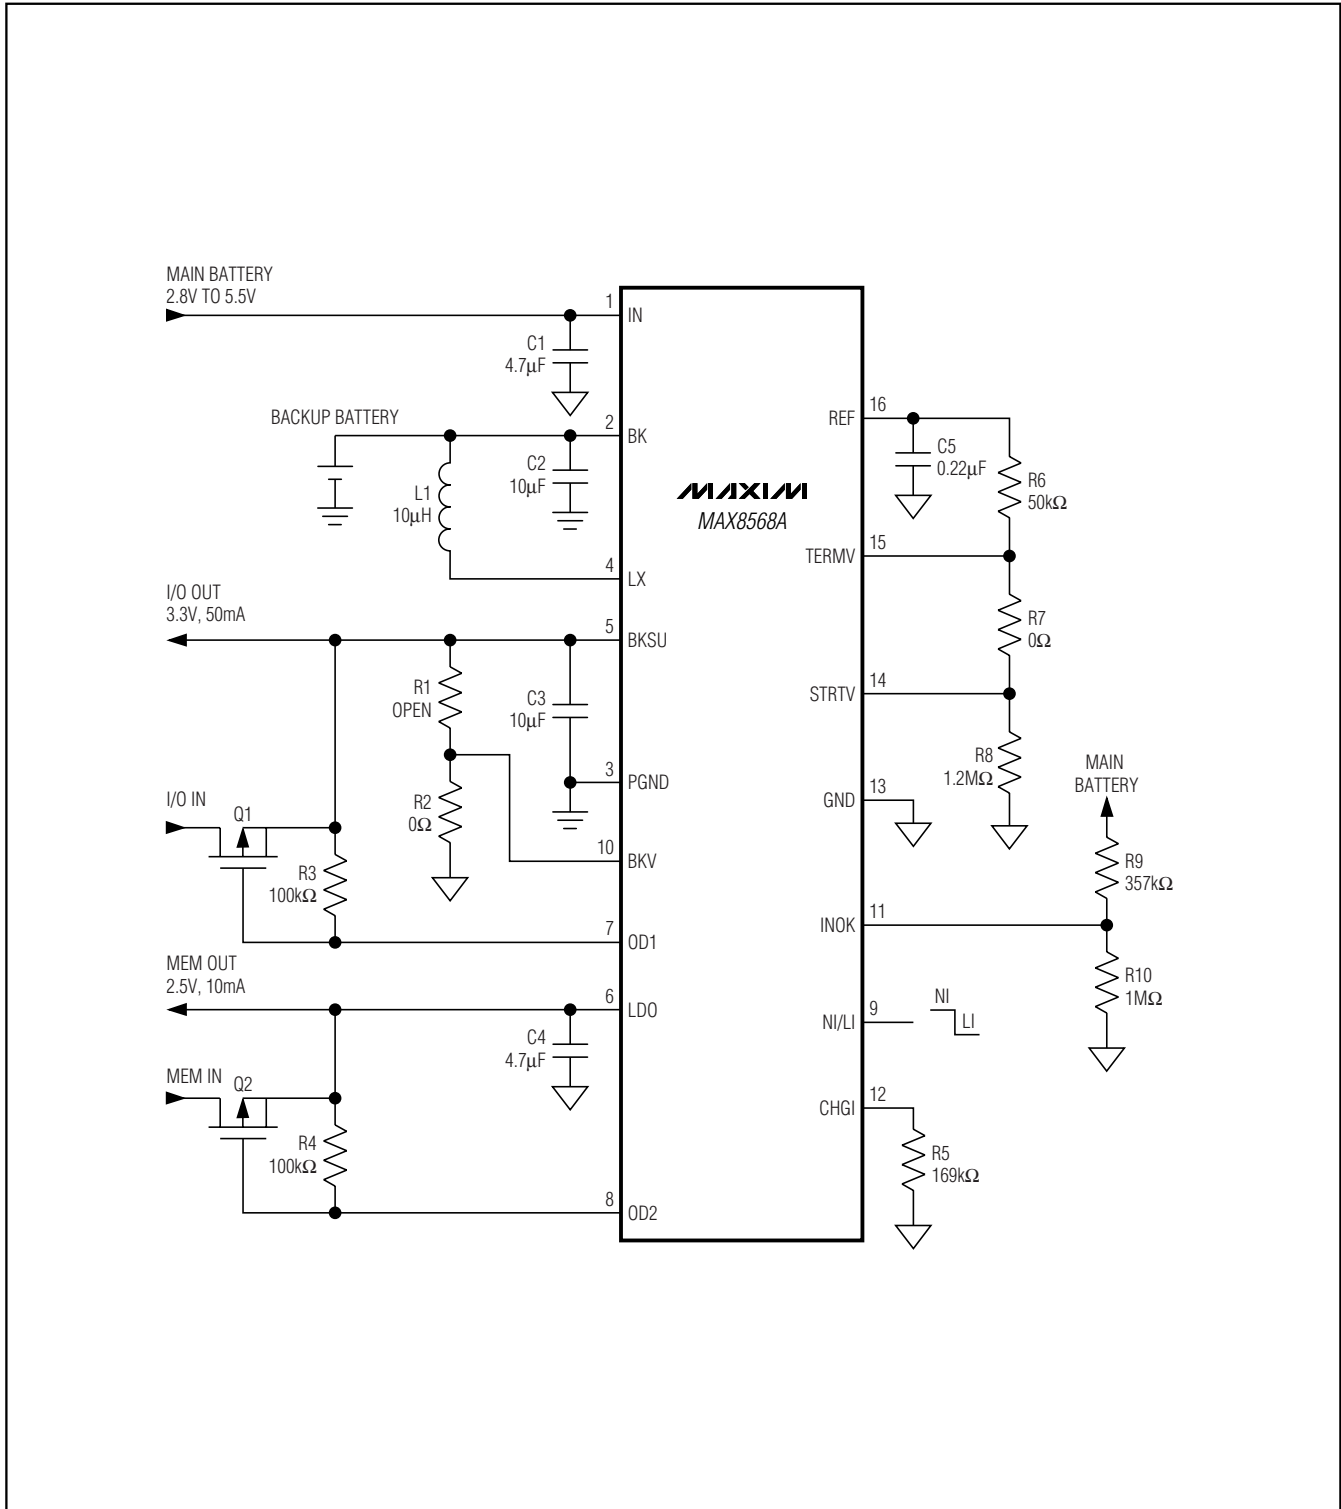 MAIN BATTERY
2.8V TO 5.5V
1
IN
C1
4.7µF
BACKUP BATTERY
2
BK
C2
10µF
L1
10µH
4
LX
I/O OUT
3.3V, 50mA
5
BKSU
R1
OPEN
C3
10µF
3
PGND
I/O IN
Q1
R2
0Ω
10
BKV
R3
100kΩ
7
OD1
MEM OUT
2.5V, 10mA
6
LDO
C4
4.7µF
MEM IN
Q2
R4
100kΩ
8
OD2
MAXIM
MAX8568A
REF
16
C5
0.22µF
R6
50kΩ
TERMV
15
R7
0Ω
STRTV
14
R8
1.2MΩ
GND
13
MAIN
BATTERY
R9
357kΩ
INOK
11
R10
1MΩ
NI/LI
9
NI
LI
CHGI
12
R5
169kΩ